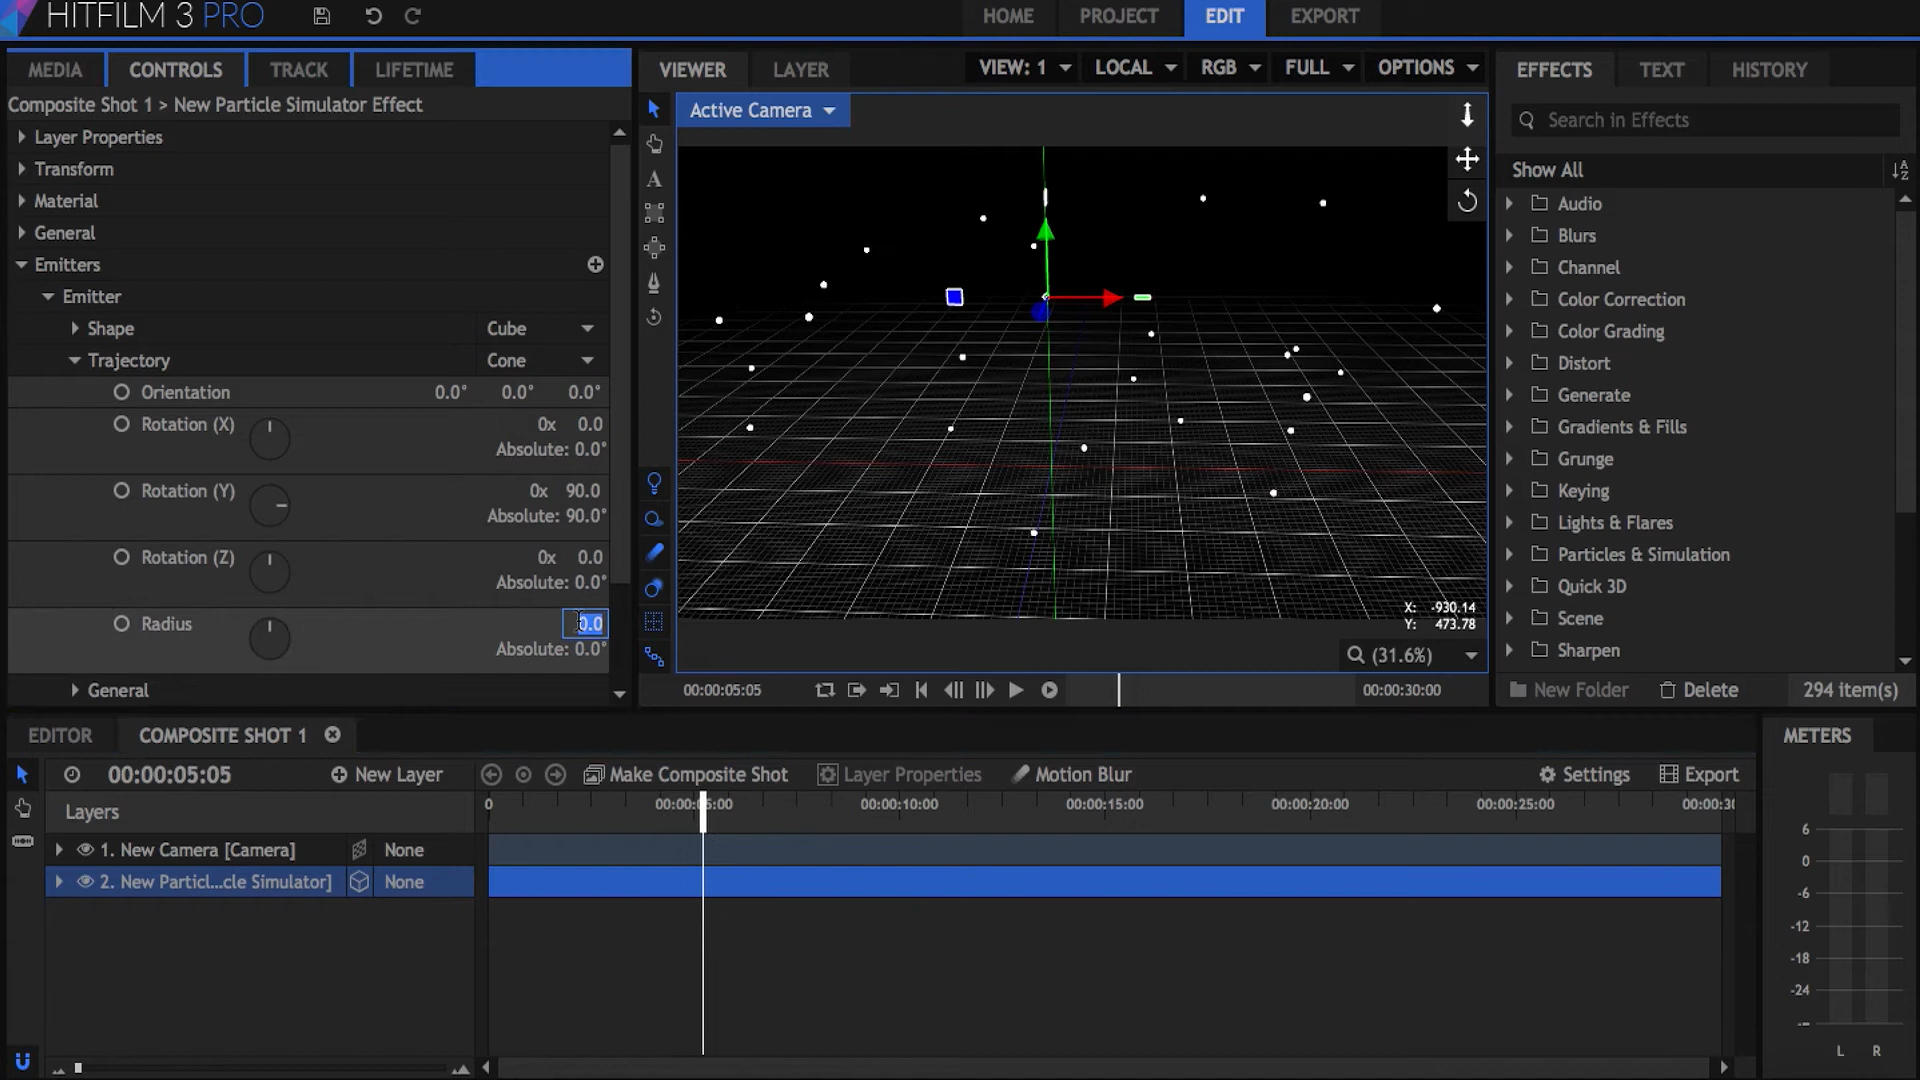 HITFILM 3 PRO
HOME PROJECT EDIT EXPORT
MEDIA CONTROLS TRACK LIFETIME
Composite Shot 1 > New Particle Simulator Effect
Layer Properties
Transform
Material
General
Emitters
Emitter
Shape Cube
Trajectory Cone
Orientation 0.0° 0.0° 0.0°
Rotation (X) 0x 0.0
Absolute: 0.0°
Rotation (Y) 0x 90.0
Absolute: 90.0°
Rotation (Z) 0x 0.0
Absolute: 0.0°
Radius 0.0
Absolute: 0.0°
General
VIEWER LAYER VIEW: 1 LOCAL RGB FULL OPTIONS
Active Camera
X: -930.14
Y: 473.78
(31.6%)
00:00:05:05 00:00:30:00
EFFECTS TEXT HISTORY
Search in Effects
Show All
Audio
Blurs
Channel
Color Correction
Color Grading
Distort
Generate
Gradients & Fills
Grunge
Keying
Lights & Flares
Particles & Simulation
Quick 3D
Scene
Sharpen
New Folder Delete 294 item(s)
EDITOR COMPOSITE SHOT 1
00:00:05:05 New Layer Make Composite Shot Layer Properties Motion Blur Settings Export
Layers 0 00:00:05:00 00:00:10:00 00:00:15:00 00:00:20:00 00:00:25:00 00:00:30
1. New Camera [Camera] None
2. New Particl...cle Simulator] None
METERS
6
0
-6
-12
-18
-24
-∞
L R